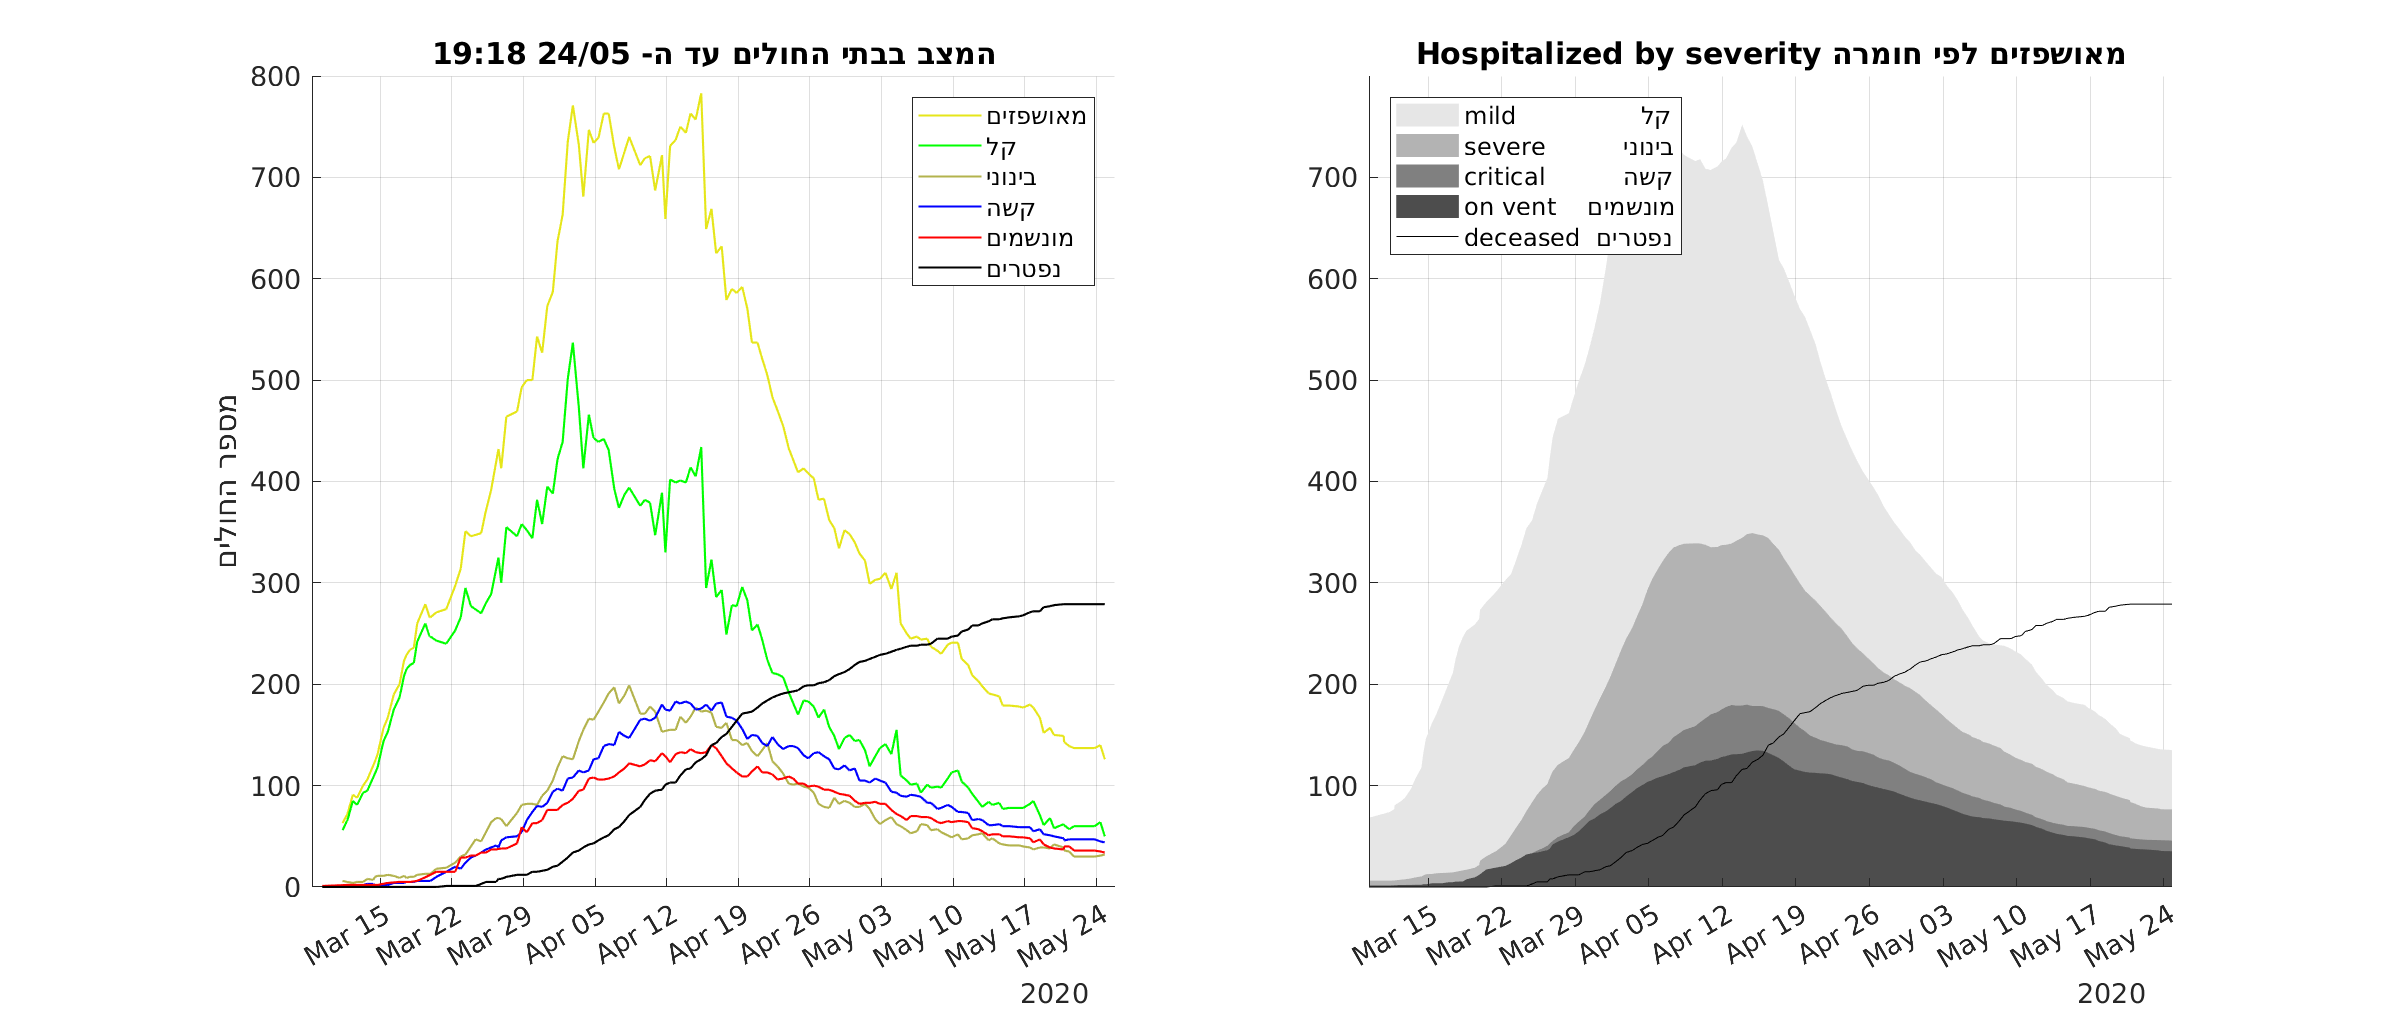 המצב בבתי החולים עד ה- 24/05 19:18
800
700
600
500
400
300
200
100
0
מספר החולים
מאושפזים
קל
בינוני
קשה
מונשמים
נפטרים
Mar 15
Mar 22
Mar 29
Apr 05
Apr 12
Apr 19
Apr 26
May 03
May 10
May 17
May 24
2020
Hospitalized by severity מאושפזים לפי חומרה
700
600
500
400
300
200
100
mild קל
severe בינוני
critical קשה
on vent מונשמים
deceased נפטרים
Mar 15
Mar 22
Mar 29
Apr 05
Apr 12
Apr 19
Apr 26
May 03
May 10
May 17
May 24
2020